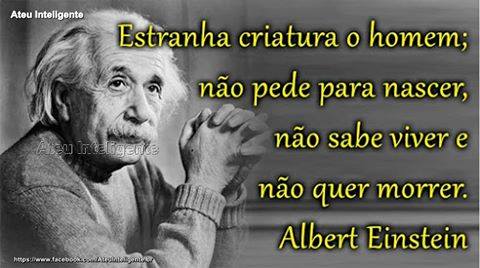 Ateu Inteligente
Estranha criatura o homem;
não pede para nascer,
não sabe viver e
não quer morrer.
Albert Einstein
Ateu Inteligente
https://www.facebook.com/AteuInteligente.br